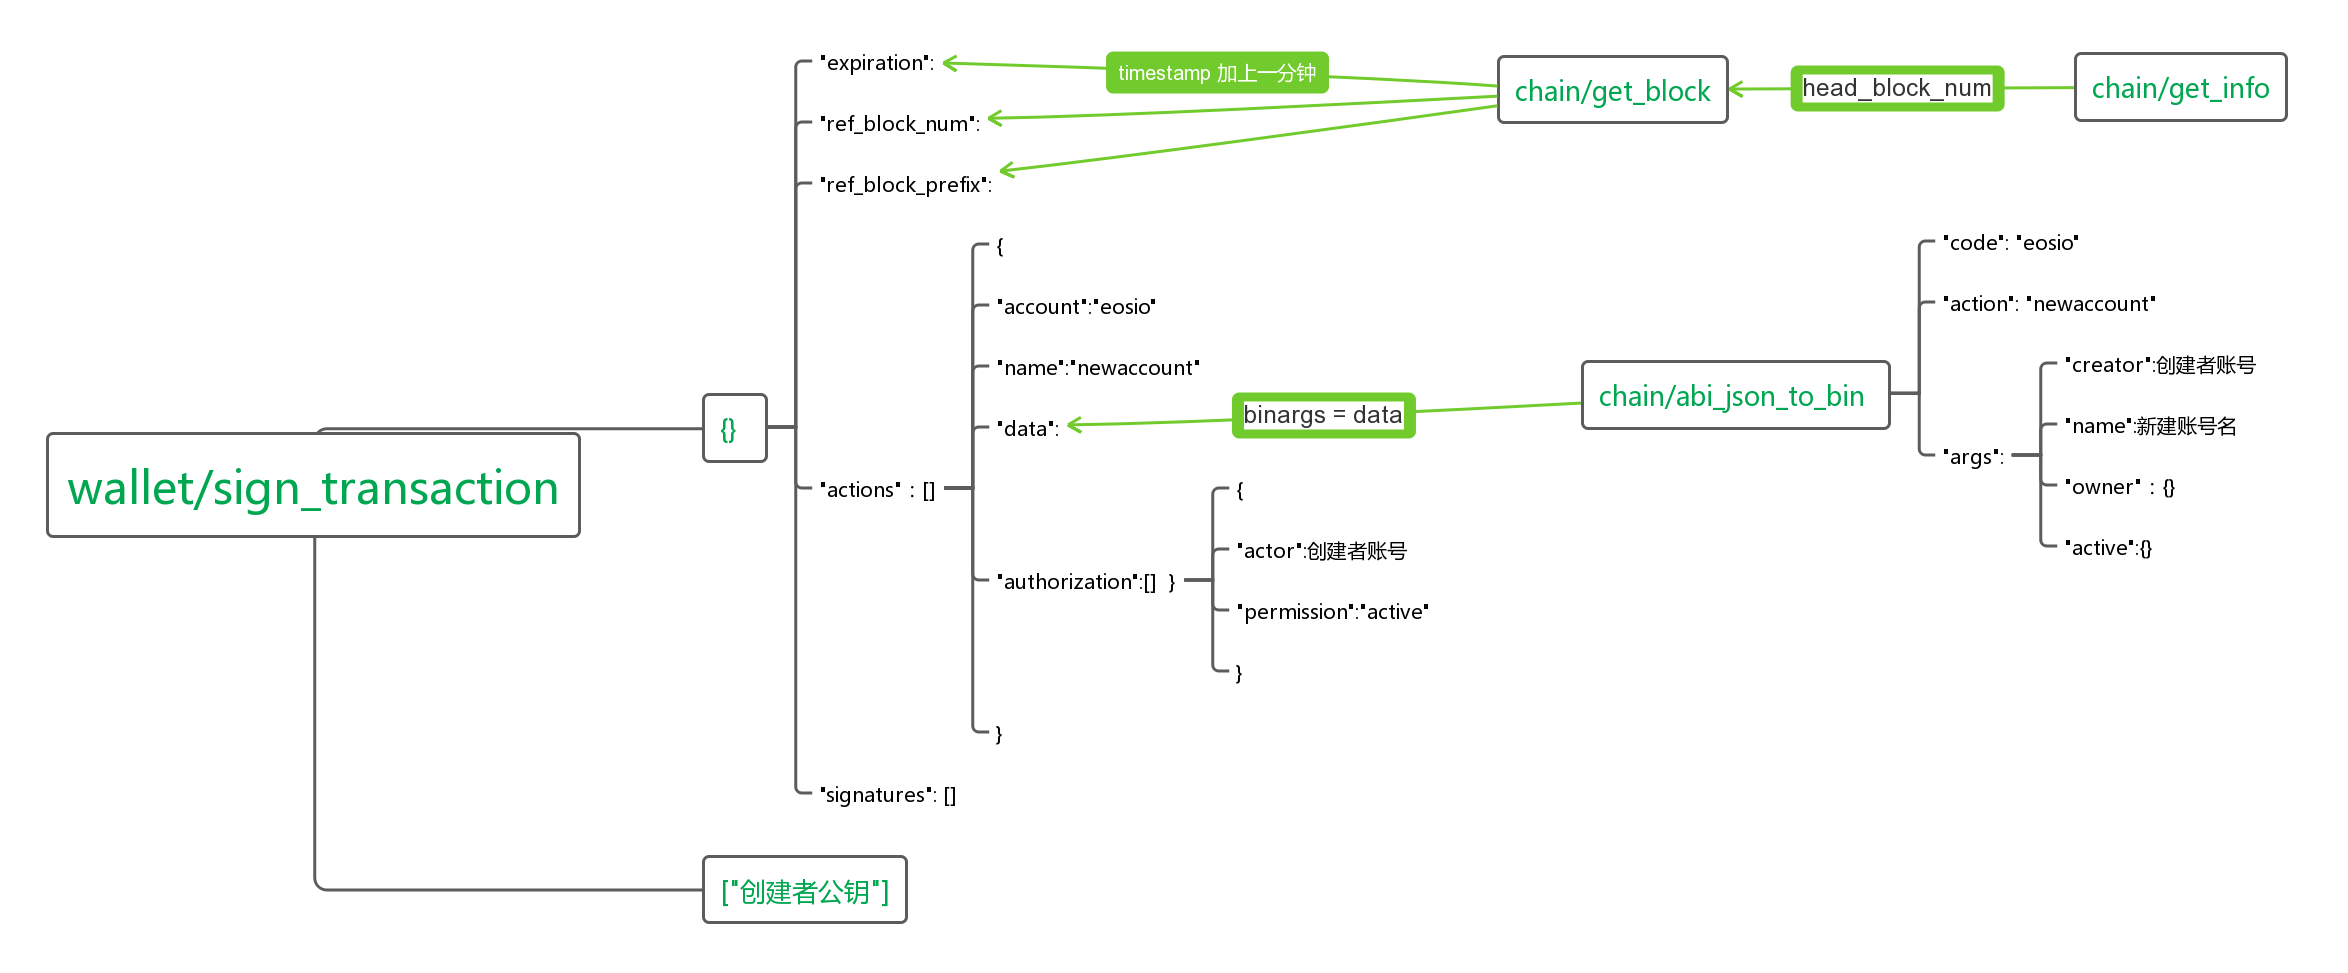 "expiration":
timestamp 加上一分钟
chain/get_block
head_block_num
chain/get_info
"ref_block_num":
"ref_block_prefix":
{
"account":"eosio"
"name":"newaccount"
"data":
binargs = data
chain/abi_json_to_bin
"code": "eosio"
"action": "newaccount"
"args":
"creator":创建者账号
"name":新建账号名
"owner" : {}
"active":{}
{}
wallet/sign_transaction
"actions" : []
"authorization":[] }
{
"actor":创建者账号
"permission":"active"
}
}
"signatures": []
["创建者公钥"]